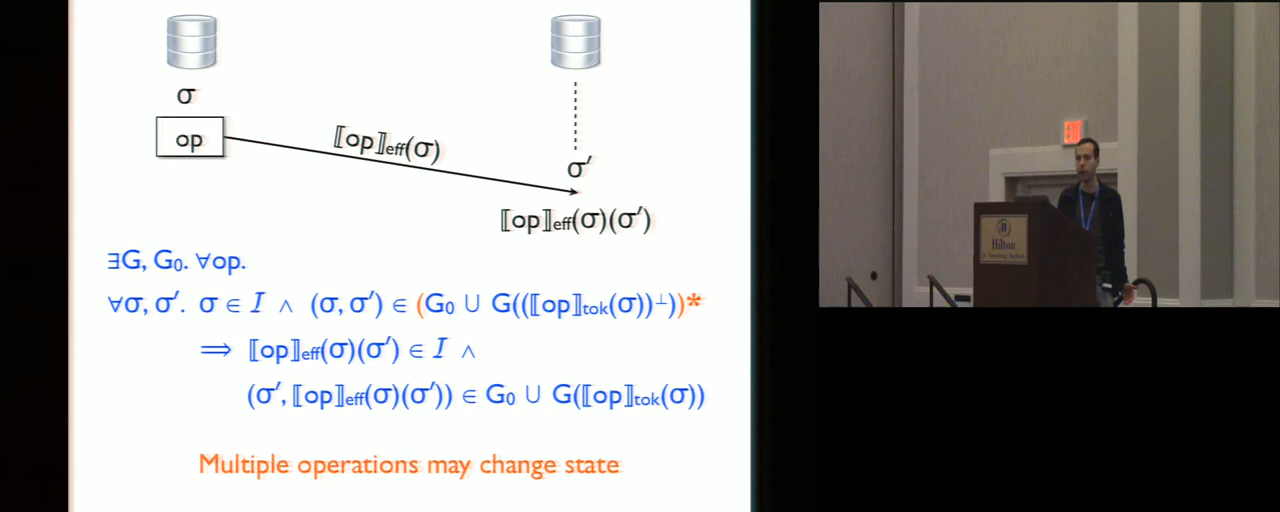 σ
op
⟦op⟧eff(σ)
σ′
⟦op⟧eff(σ)(σ′)
∃G, G₀. ∀op.
∀σ, σ′. σ ∈ I ∧ (σ, σ′) ∈ (G₀ ∪ G((⟦op⟧tok(σ))⊥))*
⟹ ⟦op⟧eff(σ)(σ′) ∈ I ∧
(σ′, ⟦op⟧eff(σ)(σ′)) ∈ G₀ ∪ G(⟦op⟧tok(σ))
Multiple operations may change state
Hilton